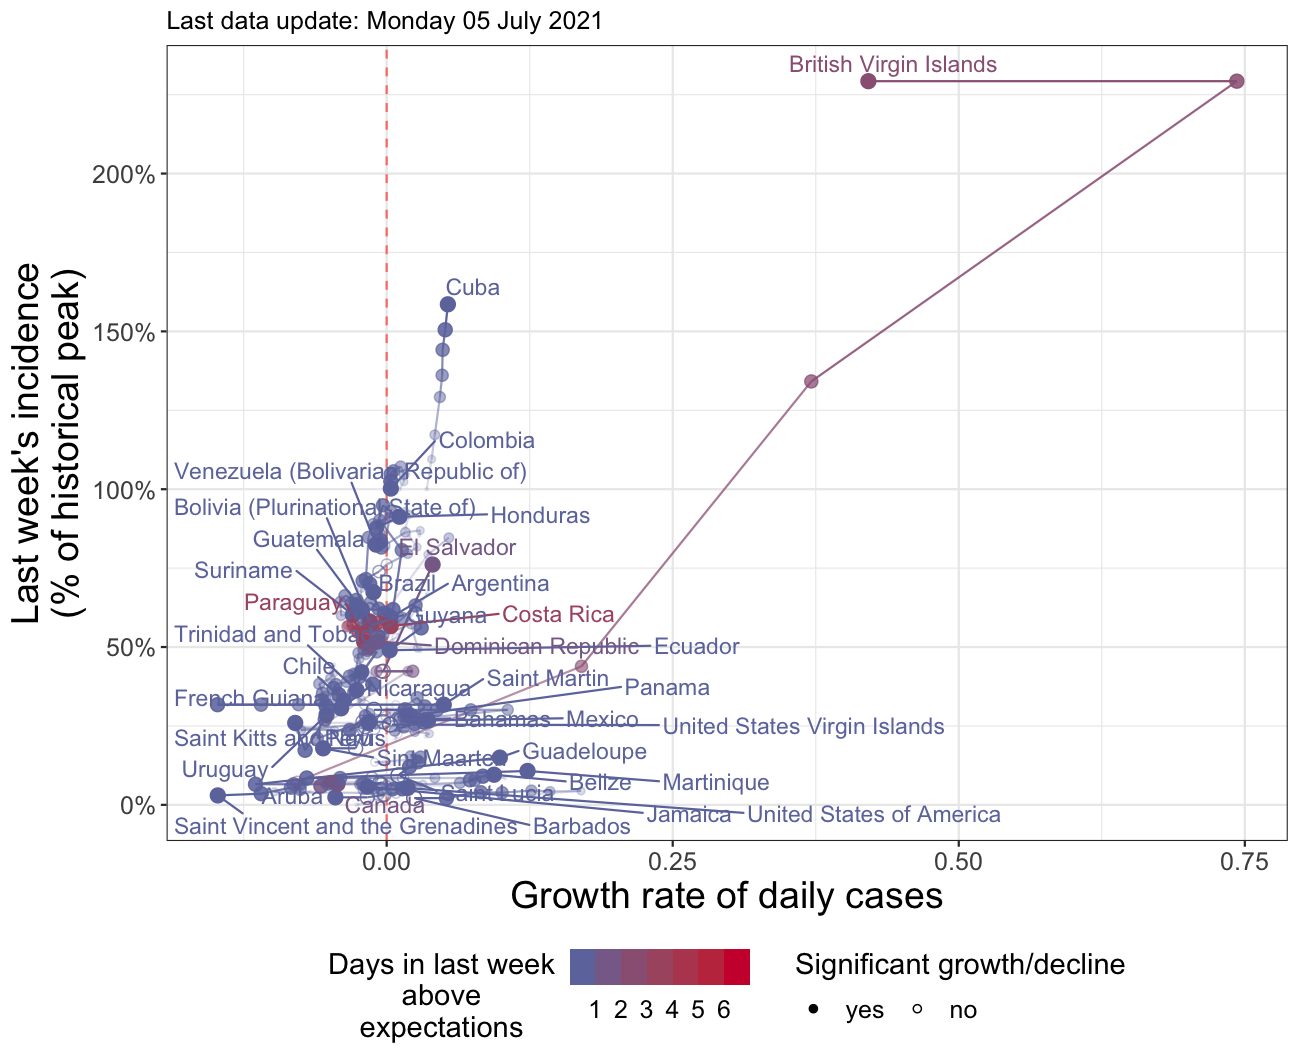 Last data update: Monday 05 July 2021
British Virgin Islands
200%
Cuba
150%
Colombia
Venezuela (Bolivarian Republic of)
100%
Bolivia (Plurinational State of)
Honduras
Guatemala
El Salvador
Suriname
Brazil
Argentina
Paraguay
Guyana
Costa Rica
Trinidad and Tobago
50%
Dominican Republic
Ecuador
Chile
Nicaragua
Saint Martin
Panama
French Guiana
Bahamas
Mexico
United States Virgin Islands
Saint Kitts and Nevis
Peru
Sint Maarten
Guadeloupe
Uruguay
Belize
Martinique
Aruba
Saint Lucia
0%
Canada
Jamaica
United States of America
Saint Vincent and the Grenadines
Barbados
0.00
0.25
0.50
0.75
Growth rate of daily cases
Last week's incidence
(% of historical peak)
Days in last week
above
expectations
1 2 3 4 5 6
Significant growth/decline
yes
no